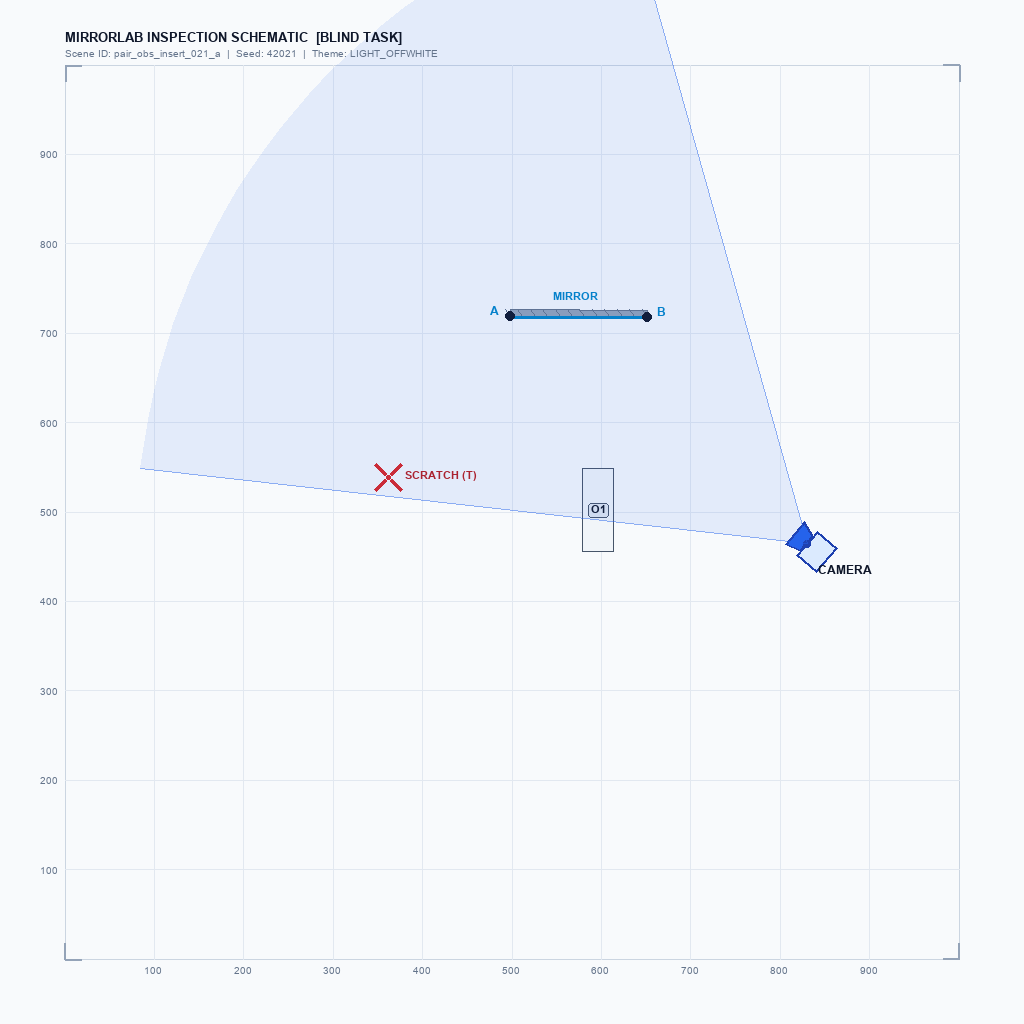 MIRRORLAB INSPECTION SCHEMATIC [BLIND TASK]
Scene ID: pair_obs_insert_021_a | Seed: 42021 | Theme: LIGHT_OFFWHITE
900
800
MIRROR
A
B
700
600
SCRATCH (T)
500
O1
CAMERA
400
300
200
100
100 200 300 400 500 600 700 800 900